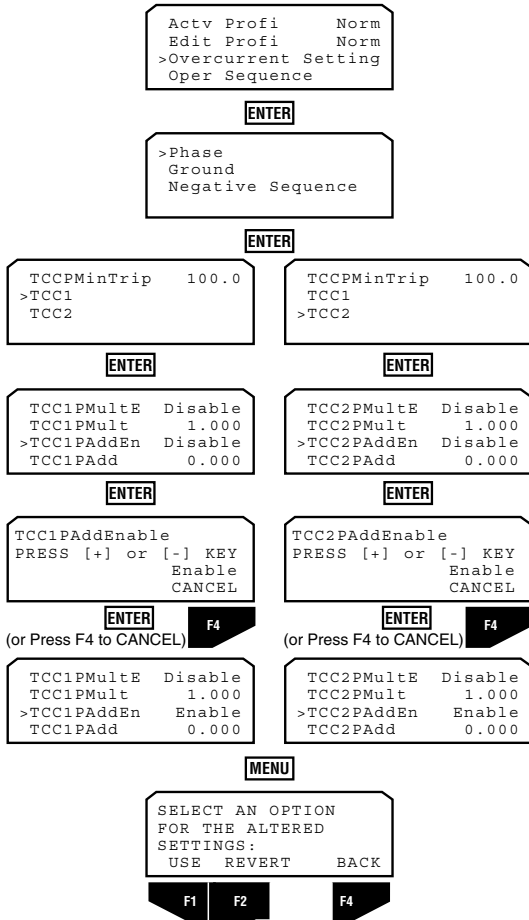 Actv Profi Norm
Edit Profi Norm
>Overcurrent Setting
Oper Sequence
ENTER
>Phase
Ground
Negative Sequence
ENTER
TCCPMinTrip 100.0
>TCC1
TCC2
ENTER
TCC1PMultE Disable
TCC1PMult 1.000
>TCC1PAddEn Disable
TCC1PAdd 0.000
ENTER
TCC1PAddEnable
PRESS [+] or [-] KEY
Enable
CANCEL
ENTER
F4
(or Press F4 to CANCEL)
TCC1PMultE Disable
TCC1PMult 1.000
>TCC1PAddEn Enable
TCC1PAdd 0.000
TCCPMinTrip 100.0
TCC1
>TCC2
ENTER
TCC2PMultE Disable
TCC2PMult 1.000
>TCC2PAddEn Disable
TCC2PAdd 0.000
ENTER
TCC2PAddEnable
PRESS [+] or [-] KEY
Enable
CANCEL
ENTER
F4
(or Press F4 to CANCEL)
TCC2PMultE Disable
TCC2PMult 1.000
>TCC2PAddEn Enable
TCC2PAdd 0.000
MENU
SELECT AN OPTION
FOR THE ALTERED
SETTINGS:
USE REVERT BACK
F1 F2 F4